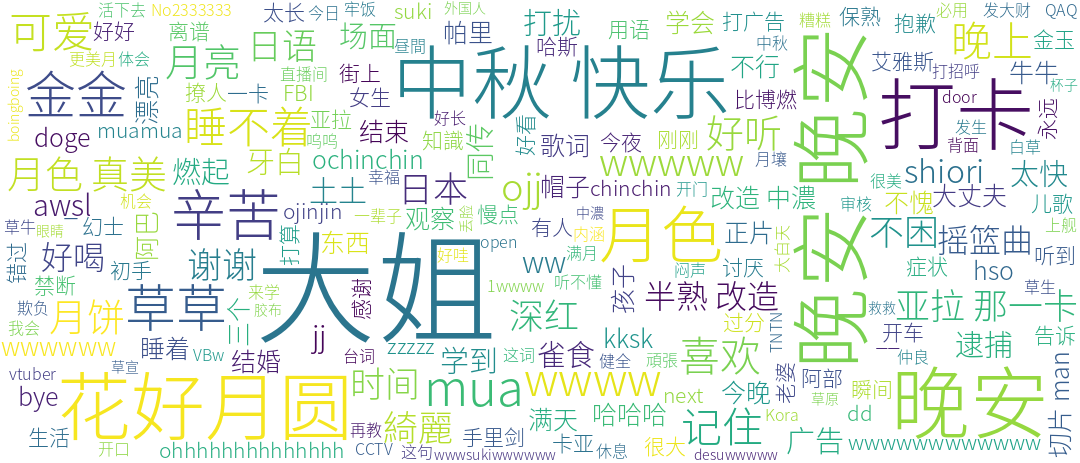 活下去 No2333333 太长 今日 牢饭 suki 外国人 打扰 学会 打广告 糟糕 必用 发大财 QAQ
可爱 好好 离谱 日语 场面 昼間 帕里 哈斯 用语 中秋 保熟 抱歉 晚上 金玉
更美月 体会 月亮 直播间 中秋 快乐 不行 艾雅斯 打招呼 牛牛 杯子
boingboing 金金 漂亮 撩人 一卡 街上 FBI 女生 比博燃 晚安 晚安 打卡 door 永远
doge muamua 睡不着 亚拉 结束 好长 知識 同传 好看 歌词 今夜 刚刚 好听 月壤 发生 背面 白草
月色 真美 燃起 牙白 呜呜 ochinchin wwwww 很美 shiori 太快
awsl 机会 辛苦 土土 幸福 日本 ojj 帽子 chinchin 开门 改造 中濃 不愧 大丈夫 儿歌
草牛 眼睛 一 幻士 ojinjin 一辈子 观察 慢点 有人 中濃 内涵 月色 正片 审核 不困 摇篮曲 上舰
错过 阿巴 好喝 谢谢 打算 东西 大姐 好哇 open ww 满月 闷声 讨厌 太白天 症状 hso 听到
禁断 初手 草草 三个 来学 胶布 感谢 1wwwww 听不懂 深红 孩子 半熟 改造 救救 亚拉 那一卡 草生
欺负 我会 月饼 jj kksk 过分 TNTN 开车 一一 告诉
wwwwww 睡着 VBw 结婚 台词 zzzzz 学到 这词 雀食 健全 頑張 喜欢 老婆 仲良 逮捕
vtuber 草宣 花好月圆 时间 mua wwww next 今晚 阿部 瞬间 man
bye 綺麗 满天 哈哈哈 记住 Kora 草原 dd 晚安 切片
生活 开口 再教 手里剑 卡亚 很大 广告 wwwwwwwwwwwww
ohhhhhhhhhhhhhh CCTV 这句 wwwsukiwwwwww 休息 desuwwwww